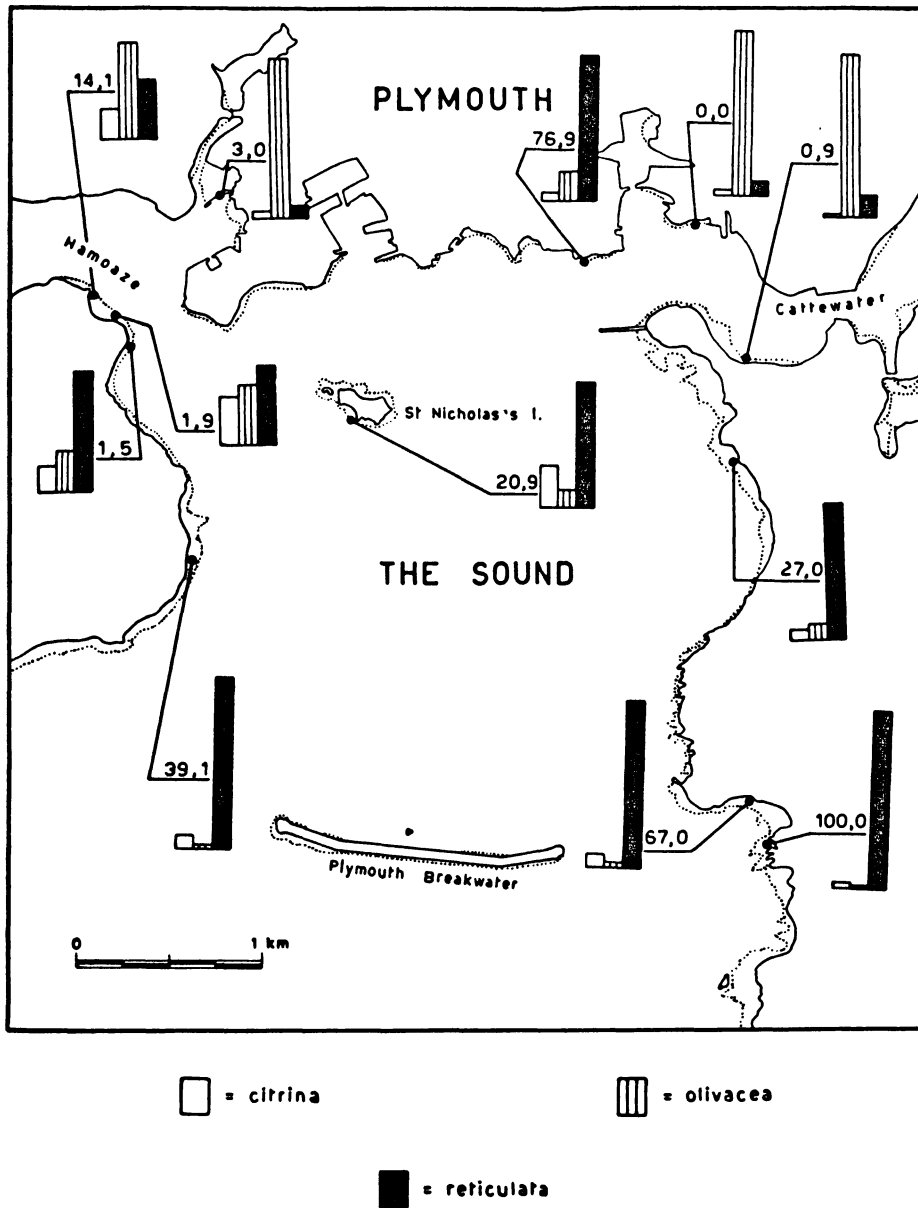 PLYMOUTH
14,1
3,0
76,9
0,0
0,9
Hamoaze
Cattewater
1,5
1,9
St Nicholas's I.
20,9
27,0
THE SOUND
39,1
67,0
100,0
Plymouth Breakwater
0 1 km
= citrina
= olivacea
= reticulata